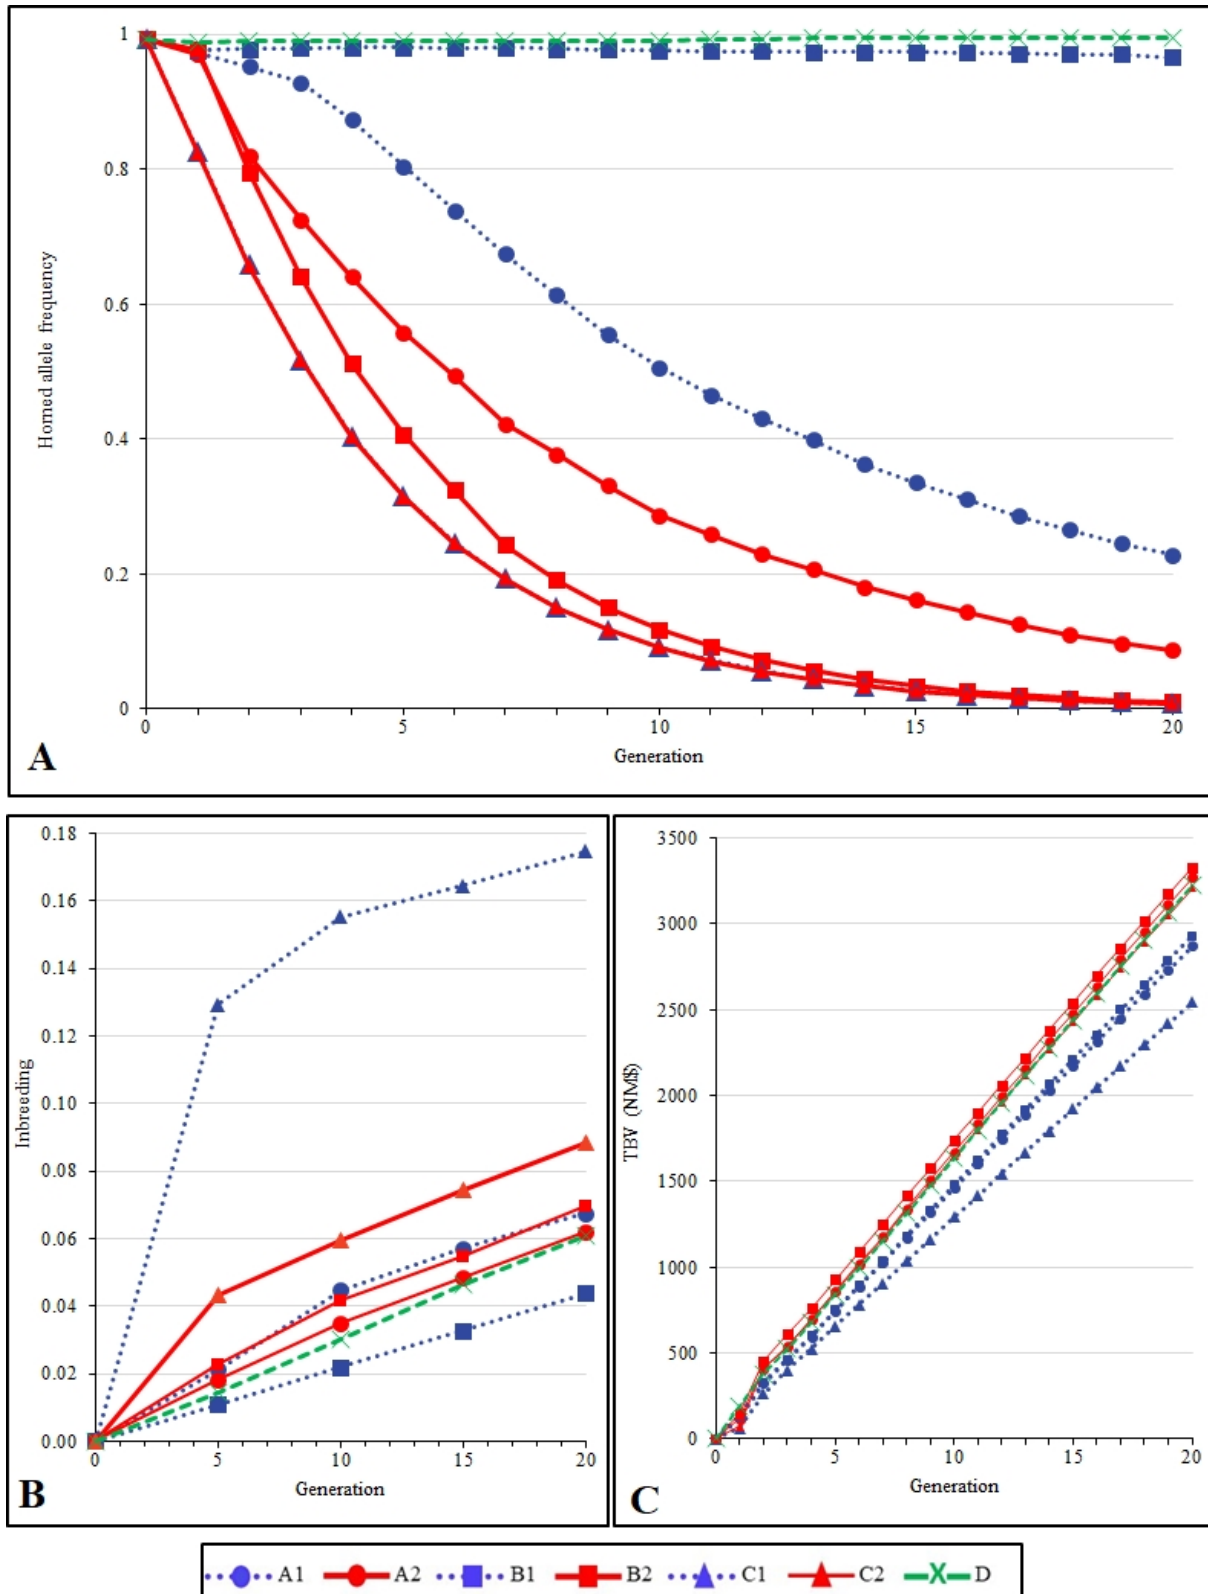 1
0.8
0.6
0.4
0.2
0
Horned allele frequency
0 5 10 15 20
Generation
A
0.18
0.16
0.14
0.12
0.10
0.08
0.06
0.04
0.02
0.00
Inbreeding
0 5 10 15 20
Generation
B
3500
3000
2500
2000
1500
1000
500
0
TBV (NM$)
0 5 10 15 20
Generation
C
A1 A2 B1 B2 C1 C2 D